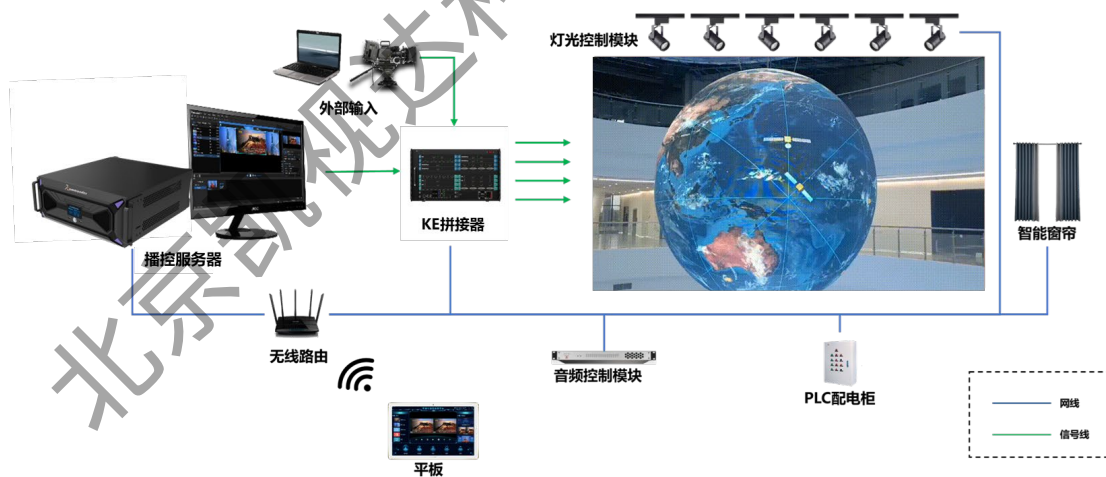 灯光控制模块
外部输入
KE拼接器
智能窗帘
播控服务器
无线路由
音频控制模块
PLC配电柜
网线
信号线
平板
北京凯视达科